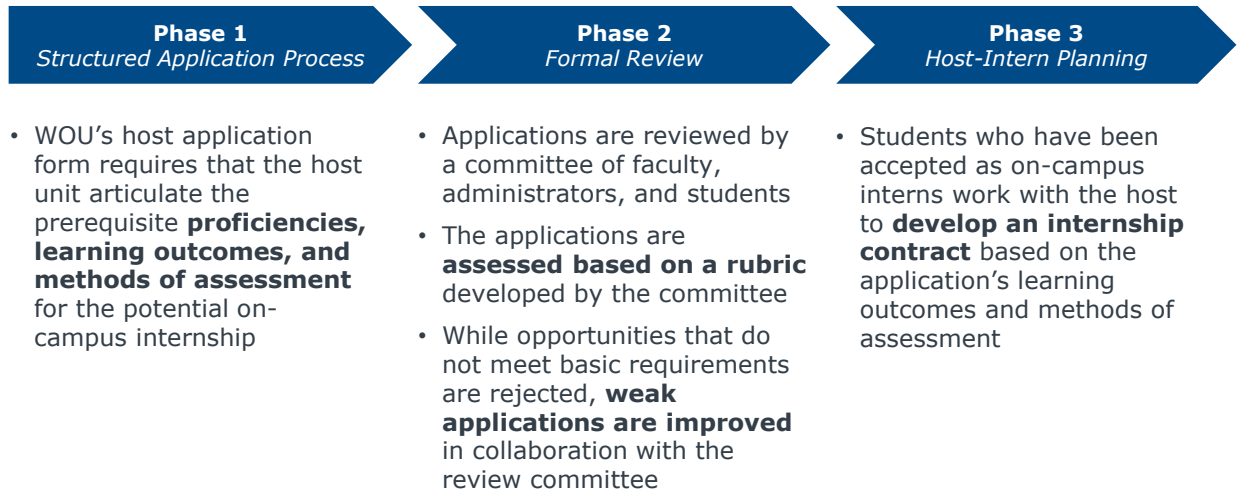 Phase 1
Structured Application Process
• WOU's host application
form requires that the host
unit articulate the
prerequisite proficiencies,
learning outcomes, and
methods of assessment
for the potential on-
campus internship
Phase 2
Formal Review
• Applications are reviewed by
a committee of faculty,
administrators, and students
• The applications are
assessed based on a rubric
developed by the committee
• While opportunities that do
not meet basic requirements
are rejected, weak
applications are improved
in collaboration with the
review committee
Phase 3
Host-Intern Planning
• Students who have been
accepted as on-campus
interns work with the host
to develop an internship
contract based on the
application's learning
outcomes and methods of
assessment